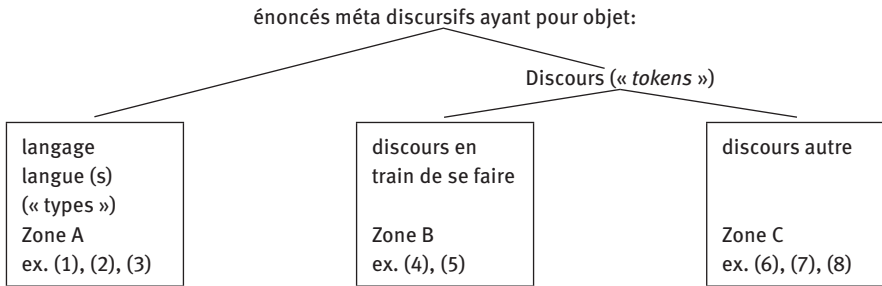 énoncés méta discursifs ayant pour objet:
Discours (« tokens »)
langage
langue (s)
(« types »)
Zone A
ex. (1), (2), (3)
discours en
train de se faire
Zone B
ex. (4), (5)
discours autre
Zone C
ex. (6), (7), (8)